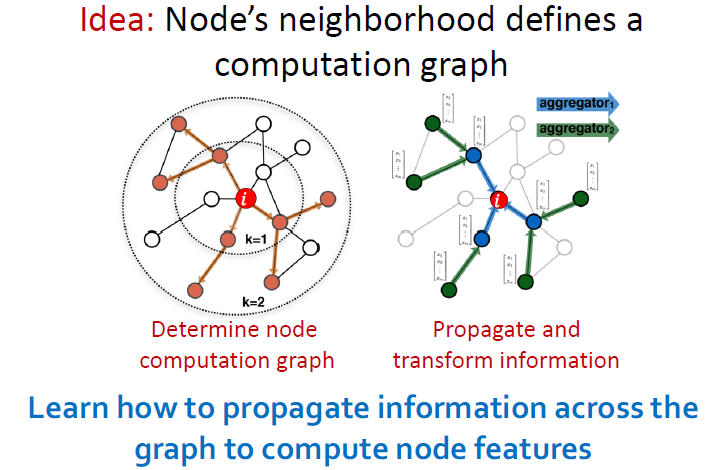 Idea: Node's neighborhood defines a
computation graph
aggregator₁
aggregator₂
i
k=1
k=2
i
Determine node
computation graph
Propagate and
transform information
Learn how to propagate information across the
graph to compute node features